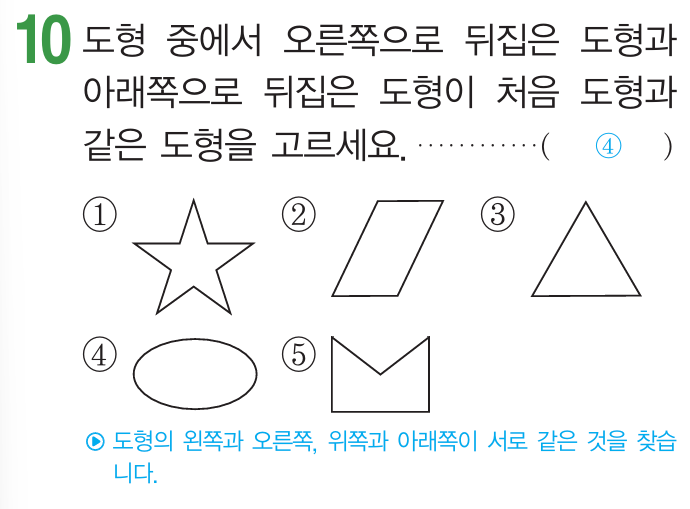 10 도형 중에서 오른쪽으로 뒤집은 도형과
아래쪽으로 뒤집은 도형이 처음 도형과
같은 도형을 고르세요. ············( ④ )
① ② ③
④ ⑤
도형의 왼쪽과 오른쪽, 위쪽과 아래쪽이 서로 같은 것을 찾습
니다.